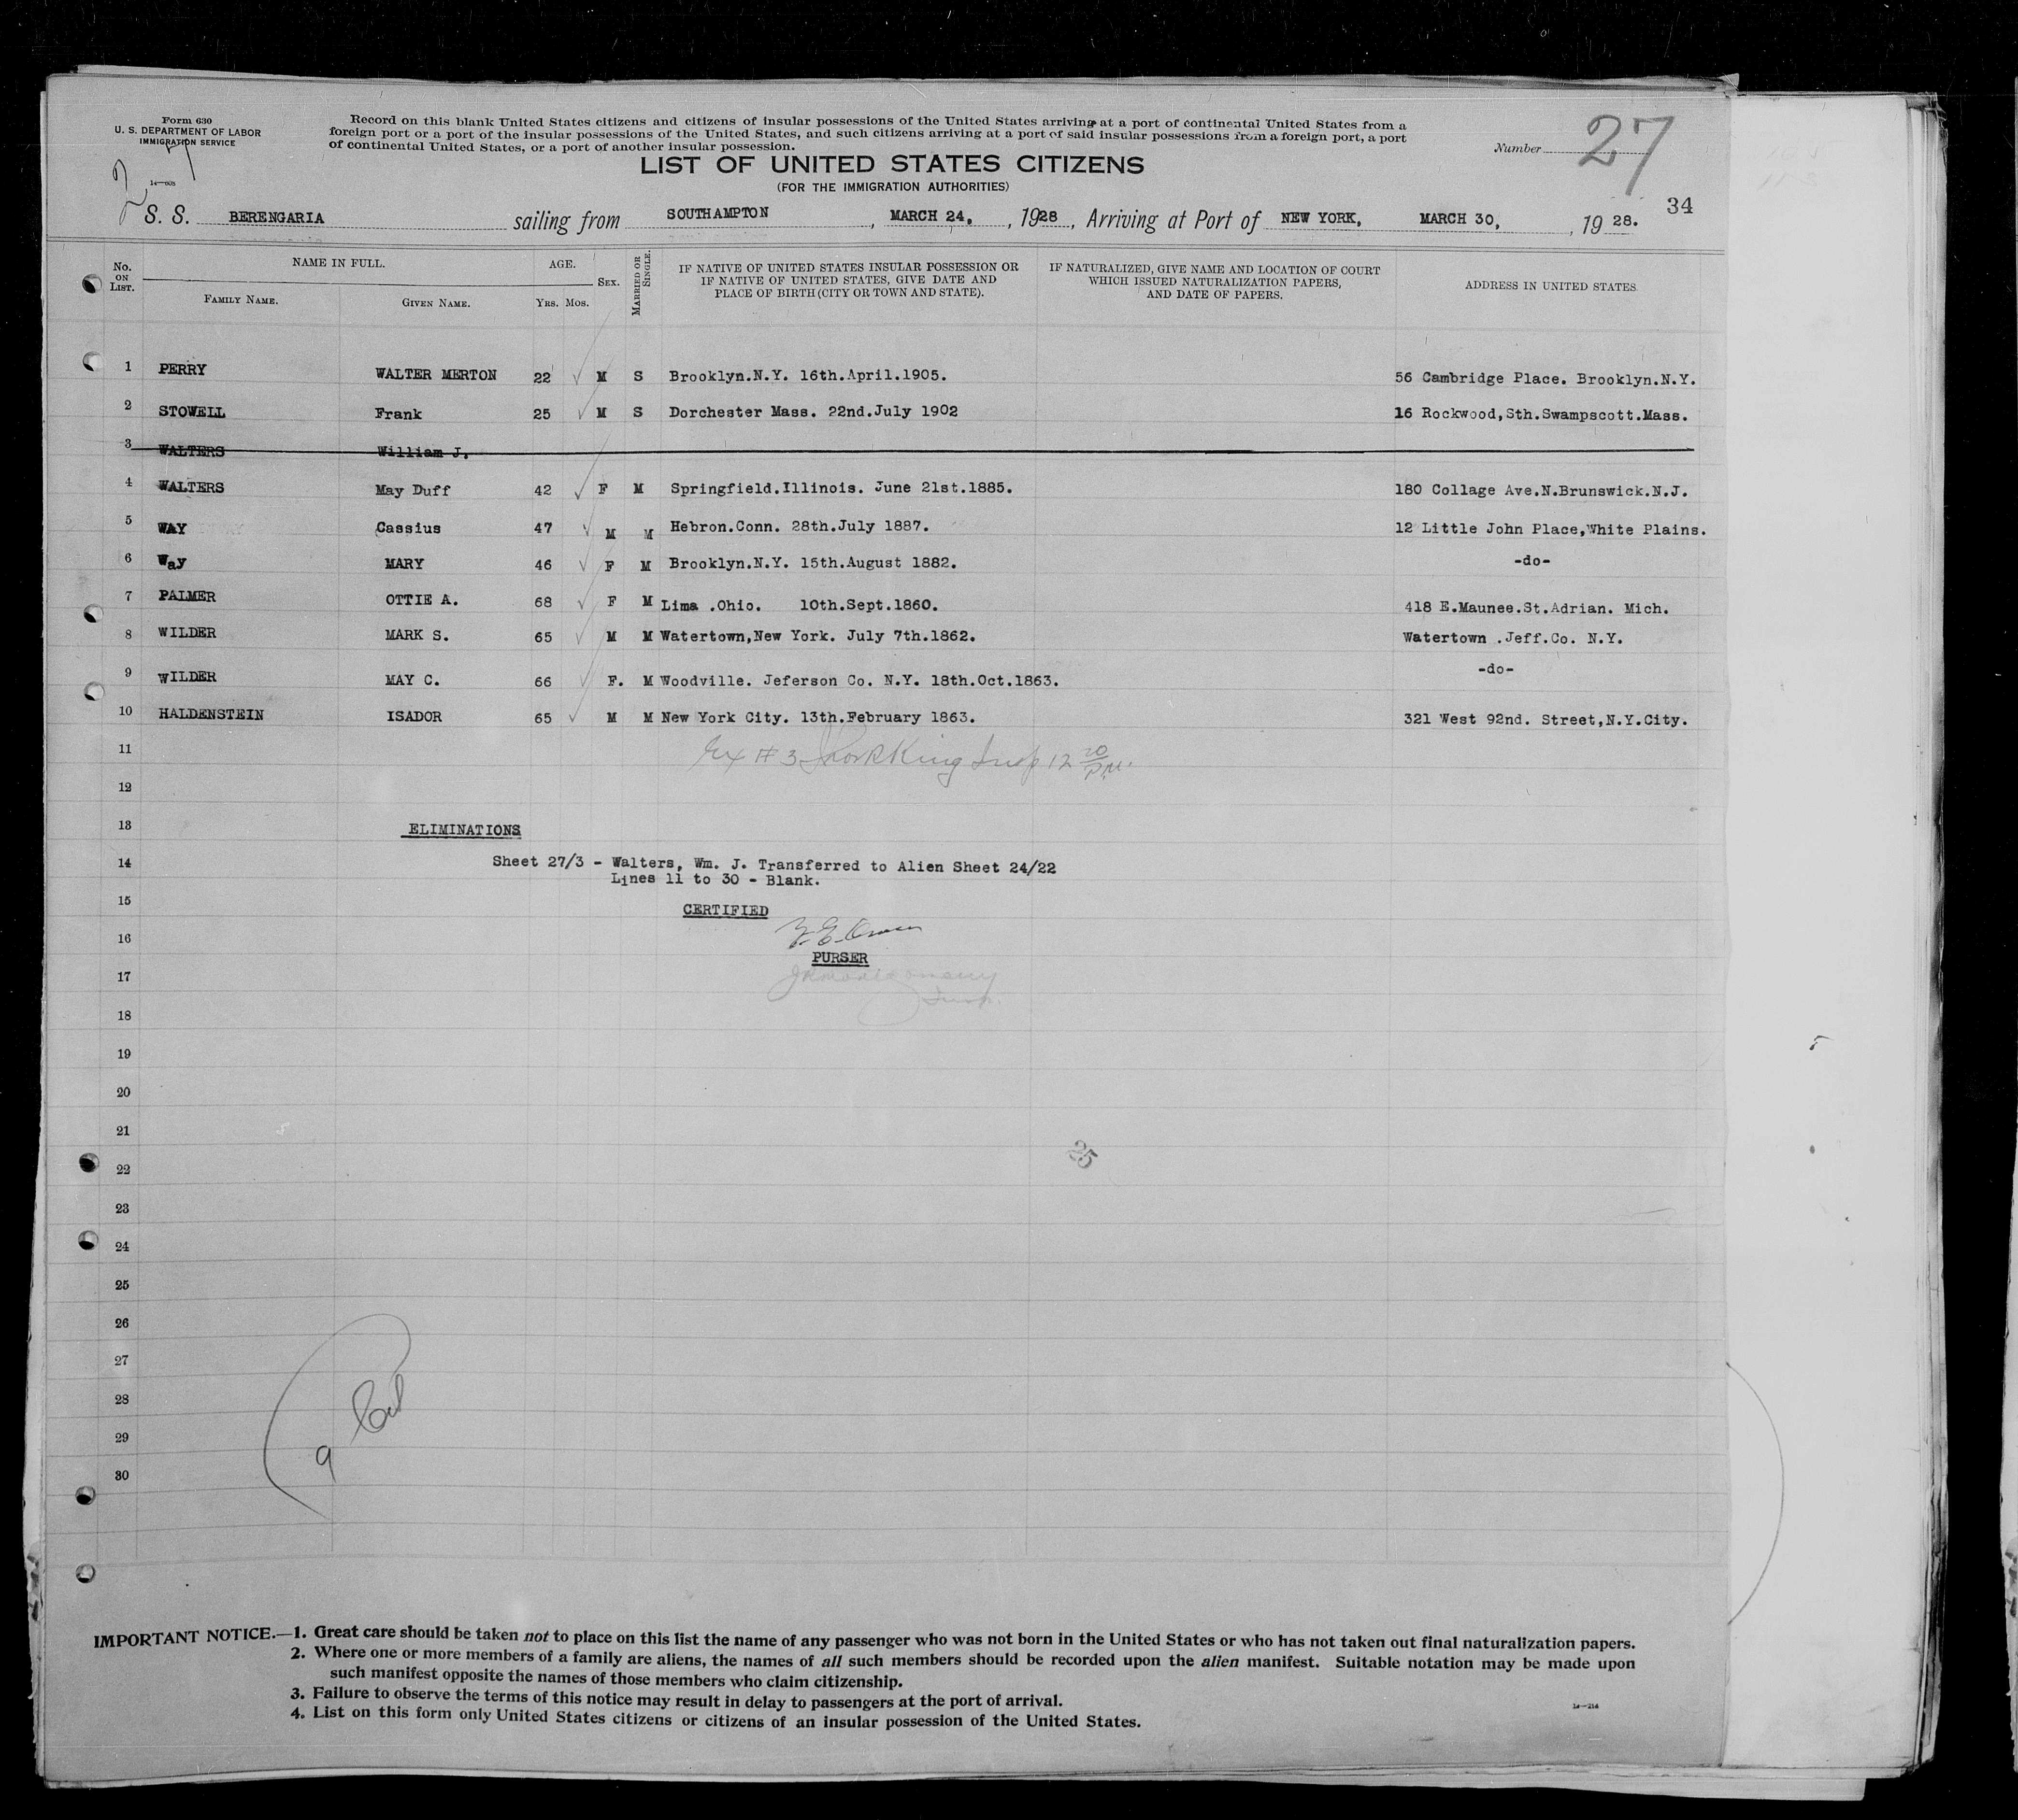 Form 630
U. S. DEPARTMENT OF LABOR
IMMIGRATION SERVICE
14—608
Record on this blank United States citizens and citizens of insular possessions of the United States arriving at a port of continental United States from a
foreign port or a port of the insular possessions of the United States, and such citizens arriving at a port of said insular possessions from a foreign port, a port
of continental United States, or a port of another insular possession.
Number 27
LIST OF UNITED STATES CITIZENS
(FOR THE IMMIGRATION AUTHORITIES)
34
S. S. BERENGARIA sailing from SOUTHAMPTON, MARCH 24, 1928, Arriving at Port of NEW YORK, MARCH 30, 1928.
No. ON LIST. NAME IN FULL. FAMILY NAME. GIVEN NAME. AGE. YRS. MOS. SEX. MARRIED OR SINGLE. IF NATIVE OF UNITED STATES INSULAR POSSESSION OR IF NATIVE OF UNITED STATES, GIVE DATE AND PLACE OF BIRTH (CITY OR TOWN AND STATE). IF NATURALIZED, GIVE NAME AND LOCATION OF COURT WHICH ISSUED NATURALIZATION PAPERS, AND DATE OF PAPERS. ADDRESS IN UNITED STATES.
1 PERRY WALTER MERTON 22 M S Brooklyn.N.Y. 16th.April.1905. 56 Cambridge Place. Brooklyn.N.Y.
2 STOWELL Frank 25 M S Dorchester Mass. 22nd.July 1902 16 Rockwood,Sth.Swampscott.Mass.
3 WALTERS William J.
4 WALTERS May Duff 42 F M Springfield.Illinois. June 21st.1885. 180 Collage Ave.N.Brunswick.N.J.
5 WAY Cassius 47 M M Hebron.Conn. 28th.July 1887. 12 Little John Place,White Plains.
6 Way MARY 46 F M Brooklyn.N.Y. 15th.August 1882. -do-
7 PALMER OTTIE A. 68 F M Lima .Ohio. 10th.Sept.1860. 418 E.Maunee.St.Adrian. Mich.
8 WILDER MARK S. 65 M M Watertown,New York. July 7th.1862. Watertown .Jeff.Co. N.Y.
9 WILDER MAY C. 66 F. M Woodville. Jeferson Co. N.Y. 18th.Oct.1863. -do-
10 HALDENSTEIN ISADOR 65 M M New York City. 13th.February 1863. 321 West 92nd. Street,N.Y.City.
11 Ex # 3 King Insp 12 20 P.M.
12
13 ELIMINATIONS
14 Sheet 27/3 - Walters, Wm. J. Transferred to Alien Sheet 24/22
Lines 11 to 30 - Blank.
15 CERTIFIED
16
PURSER
17
Insp.
18
19
20
21
25
22
23
24
25
26
27
28
29
9
30
IMPORTANT NOTICE.—1. Great care should be taken not to place on this list the name of any passenger who was not born in the United States or who has not taken out final naturalization papers.
2. Where one or more members of a family are aliens, the names of all such members should be recorded upon the alien manifest. Suitable notation may be made upon
such manifest opposite the names of those members who claim citizenship.
3. Failure to observe the terms of this notice may result in delay to passengers at the port of arrival.
4. List on this form only United States citizens or citizens of an insular possession of the United States.
14—214